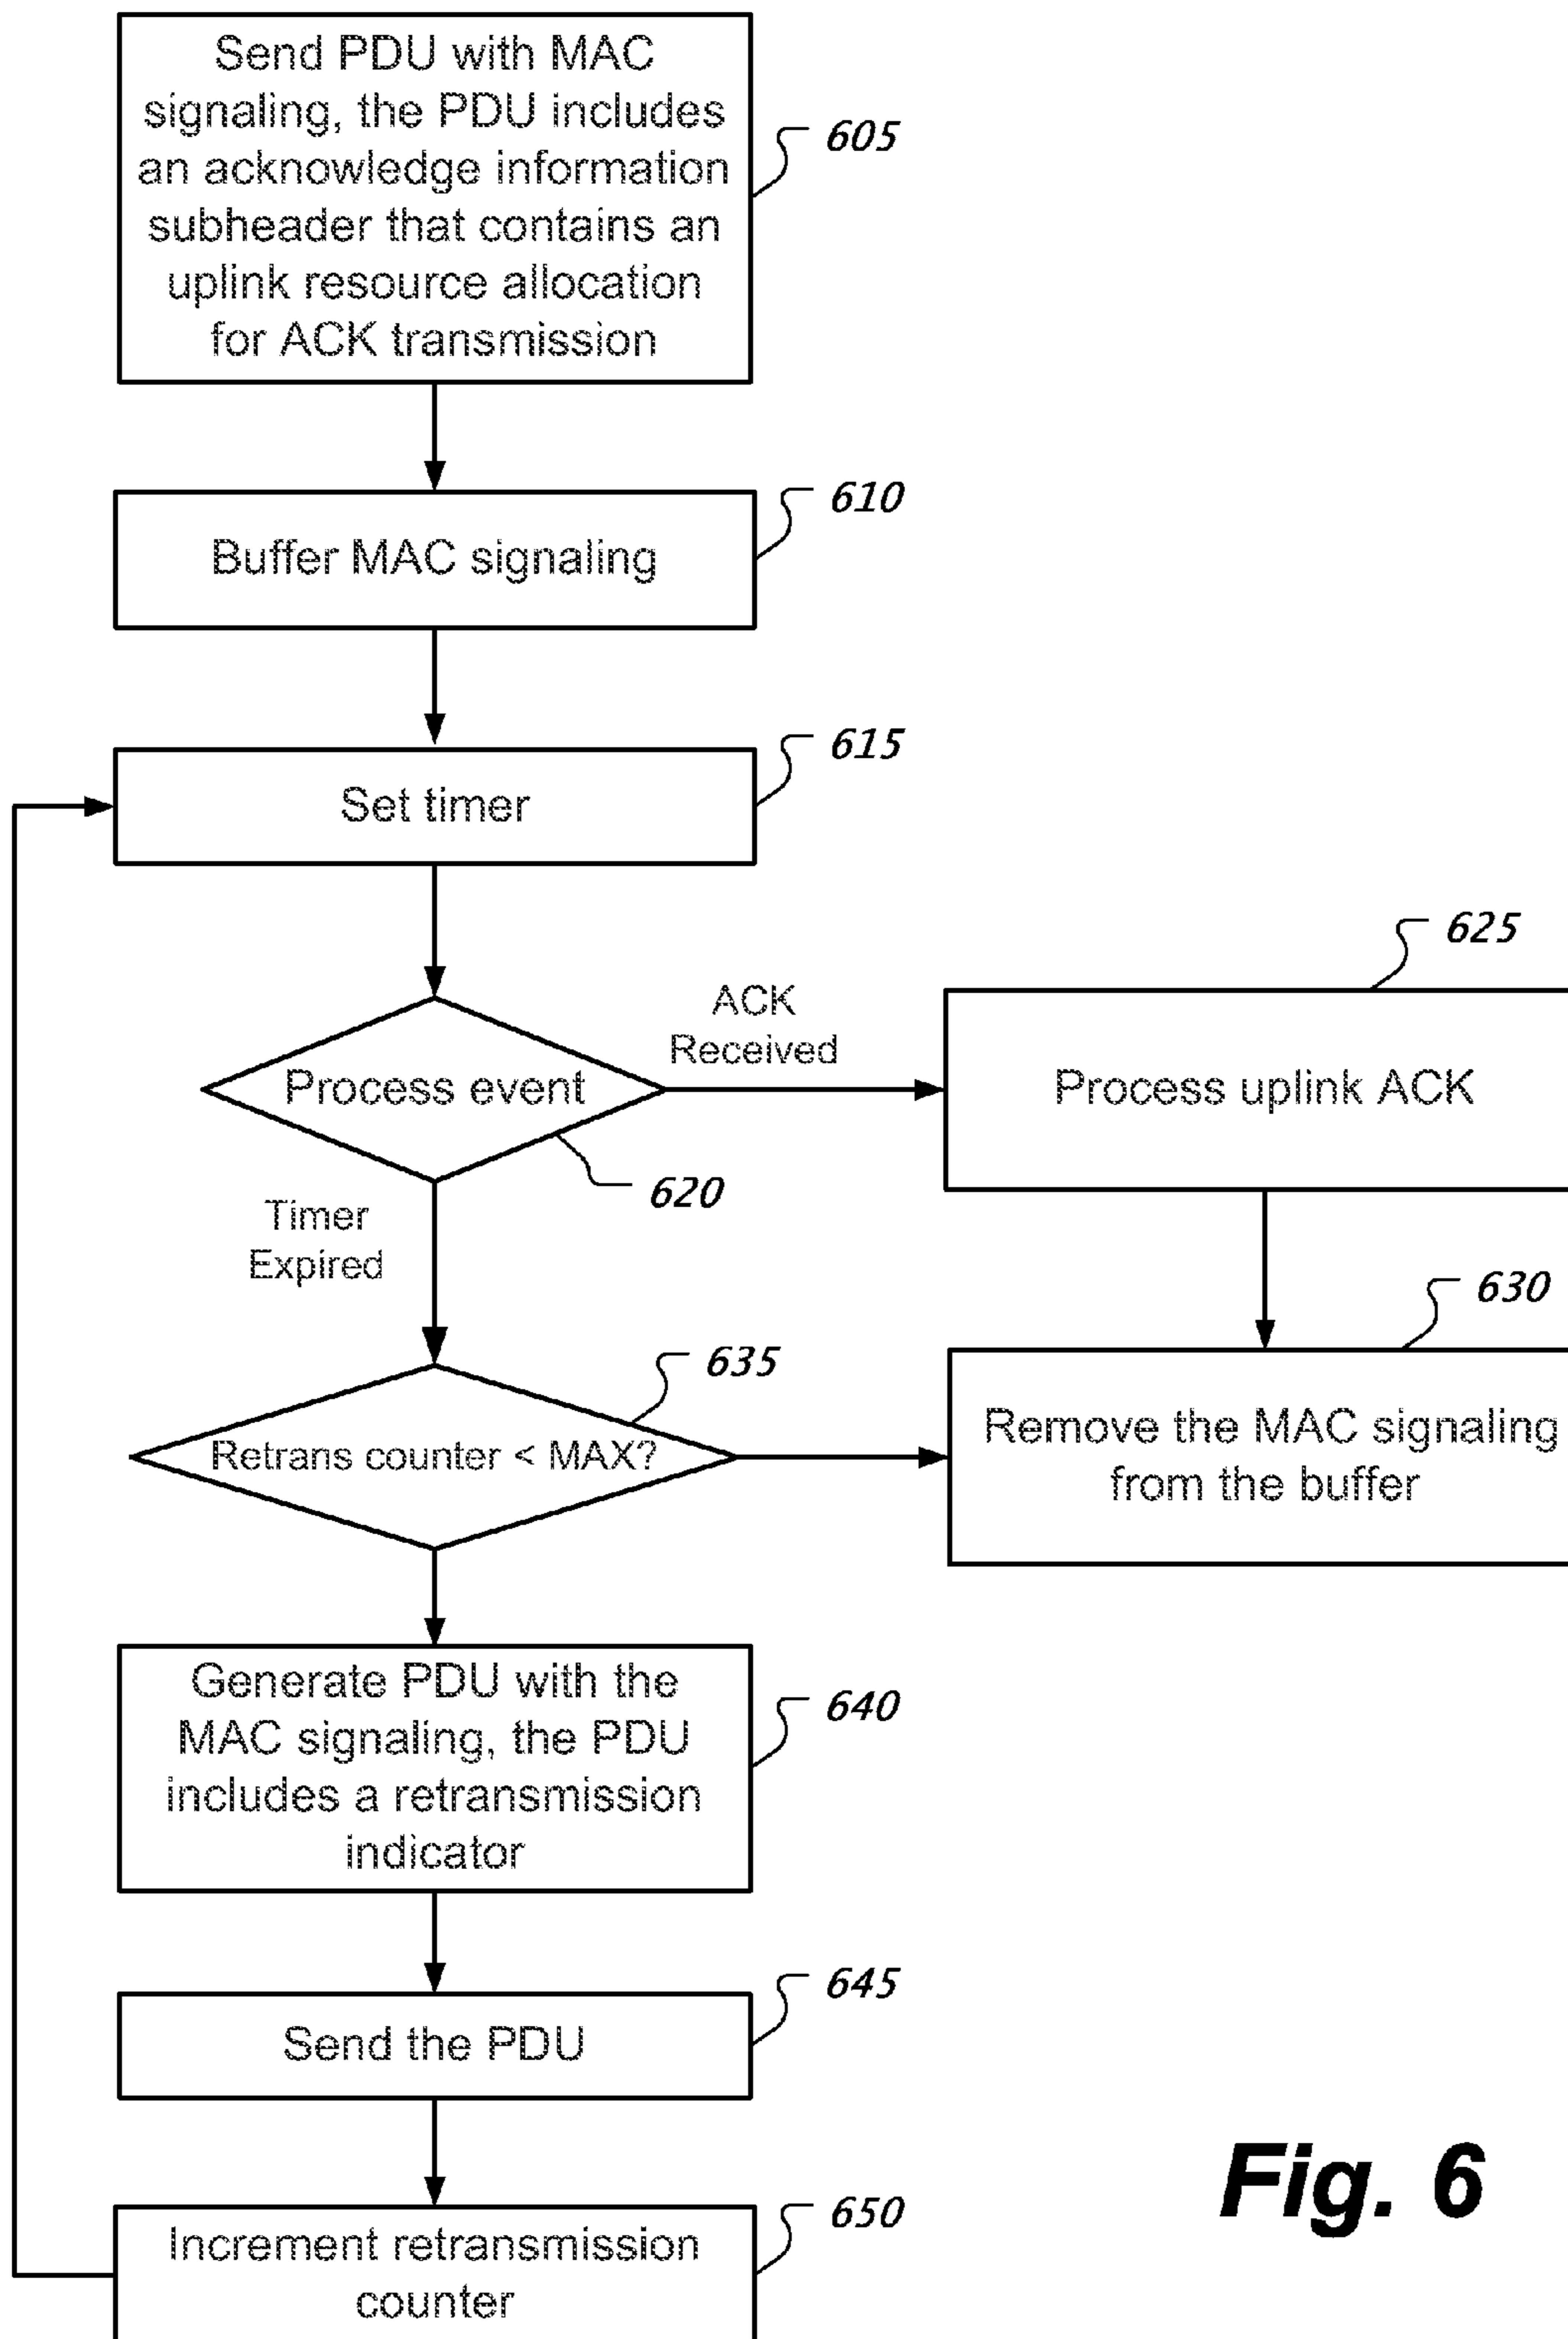 Send PDU with MAC
signaling, the PDU includes
an acknowledge information
subheader that contains an
uplink resource allocation
for ACK transmission
605
Buffer MAC signaling
610
Set timer
615
Process event
620
ACK
Received
Process uplink ACK
625
Timer
Expired
Remove the MAC signaling
from the buffer
630
Retrans counter < MAX?
635
Generate PDU with the
MAC signaling, the PDU
includes a retransmission
indicator
640
Send the PDU
645
Increment retransmission
counter
650
Fig. 6